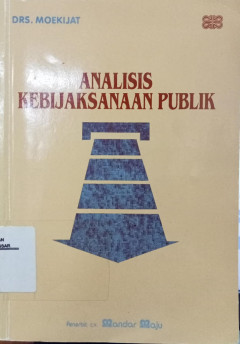 DRS. MOEKIJAT
ANALISIS
KEBIJAKSANAAN PUBLIK
Penerbit CV. Mandar Maju